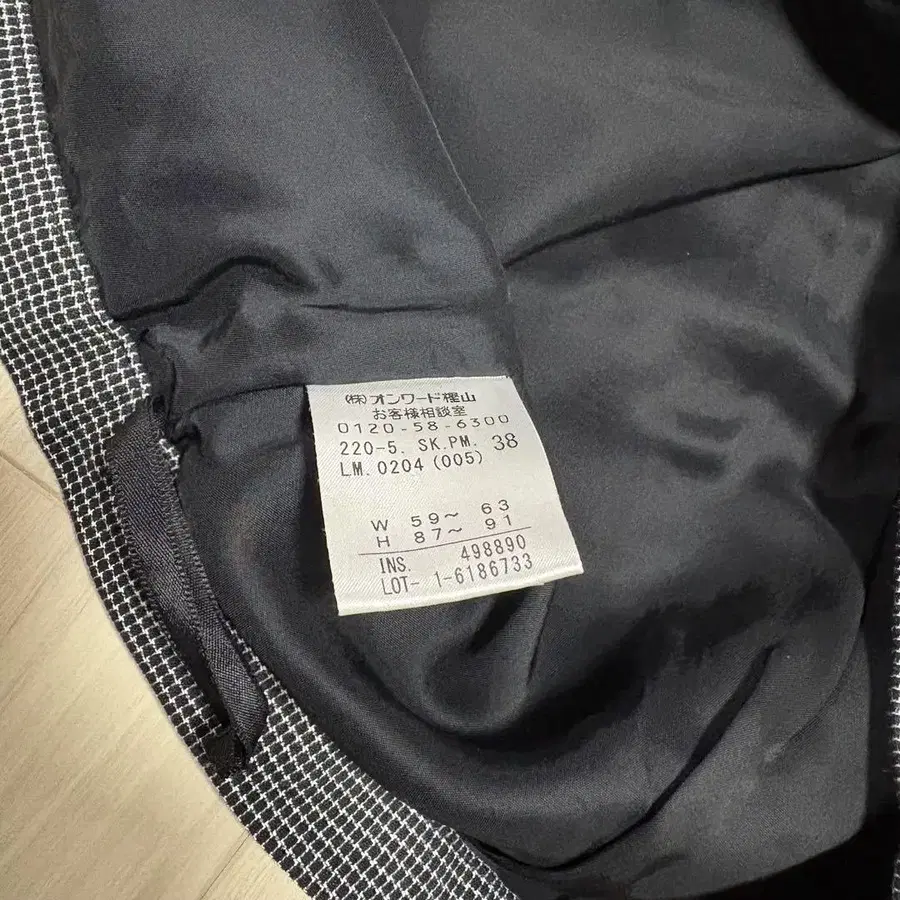 (株)オンワード樫山
お客様相談室
0120-58-6300
220-5. SK.PM. 38
LM. 0204 (005)
W 59～ 63
H 87～ 91
INS. 498890
LOT- 1-6186733